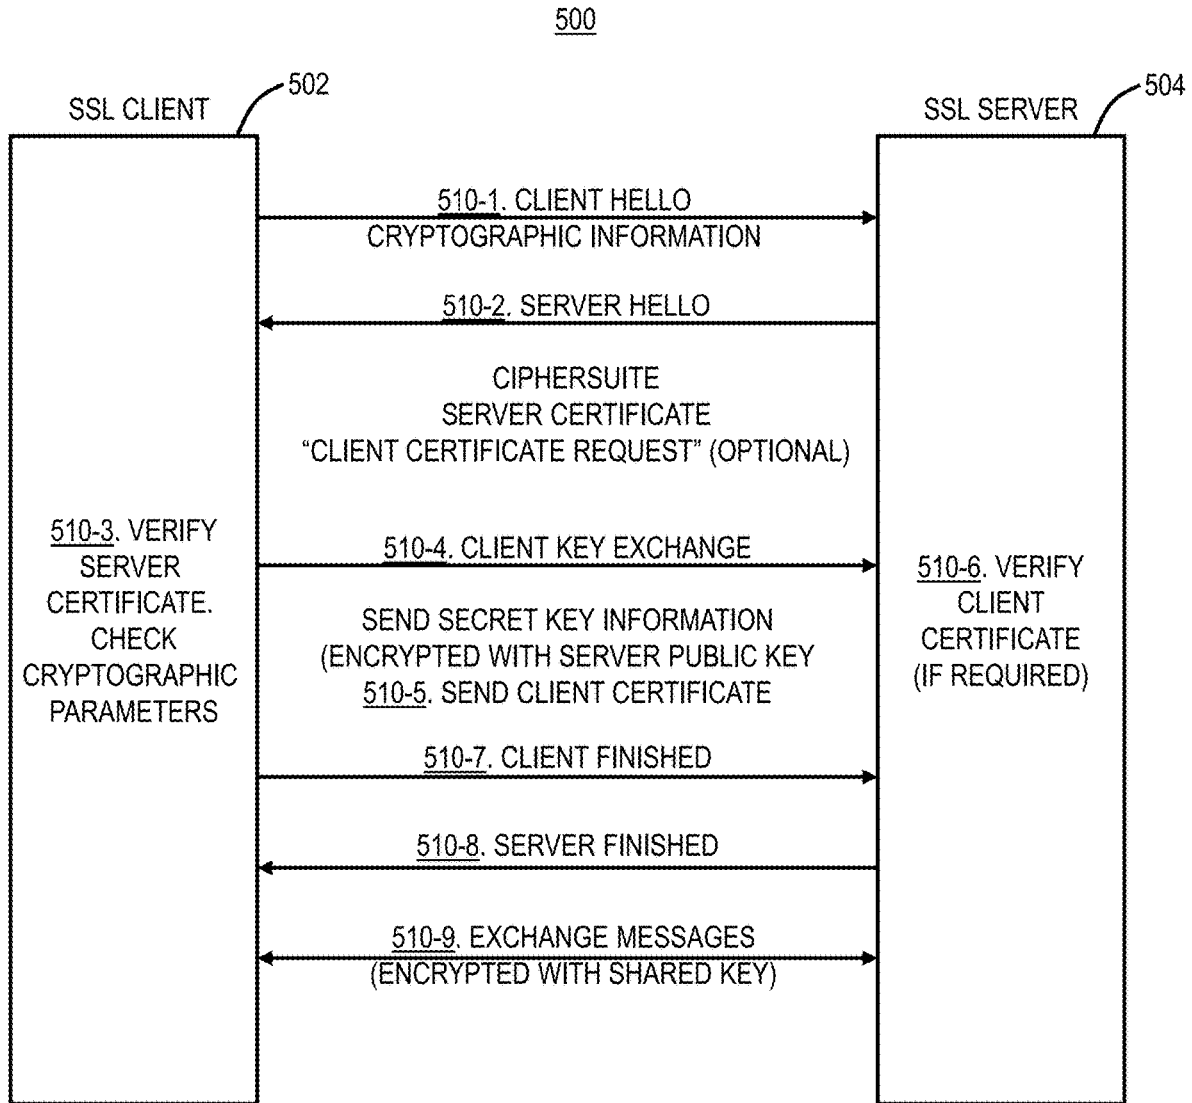 500
502
SSL CLIENT
504
SSL SERVER
510-1. CLIENT HELLO
CRYPTOGRAPHIC INFORMATION
510-2. SERVER HELLO
CIPHERSUITE
SERVER CERTIFICATE
“CLIENT CERTIFICATE REQUEST” (OPTIONAL)
510-3. VERIFY
SERVER
CERTIFICATE.
CHECK
CRYPTOGRAPHIC
PARAMETERS
510-4. CLIENT KEY EXCHANGE
SEND SECRET KEY INFORMATION
(ENCRYPTED WITH SERVER PUBLIC KEY
510-5. SEND CLIENT CERTIFICATE
510-6. VERIFY
CLIENT
CERTIFICATE
(IF REQUIRED)
510-7. CLIENT FINISHED
510-8. SERVER FINISHED
510-9. EXCHANGE MESSAGES
(ENCRYPTED WITH SHARED KEY)